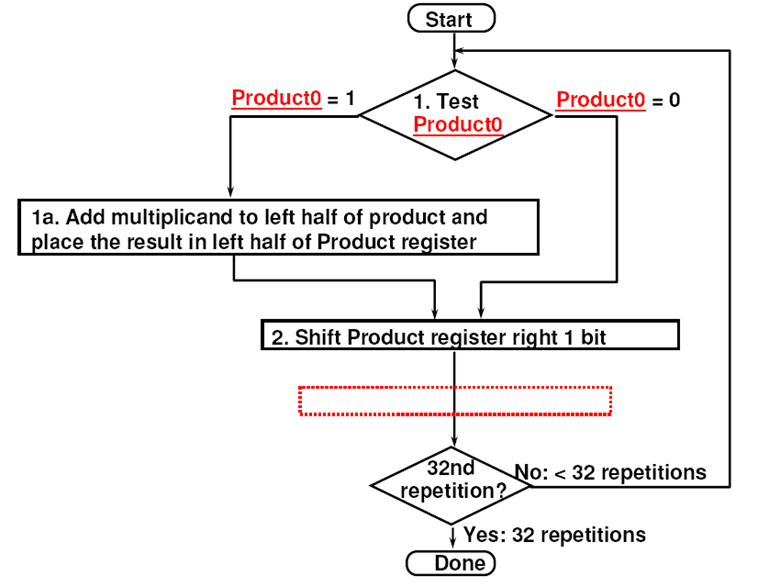 Start
Product0 = 1
1. Test
Product0
Product0 = 0
1a. Add multiplicand to left half of product and
place the result in left half of Product register
2. Shift Product register right 1 bit
32nd
repetition?
No: < 32 repetitions
Yes: 32 repetitions
Done